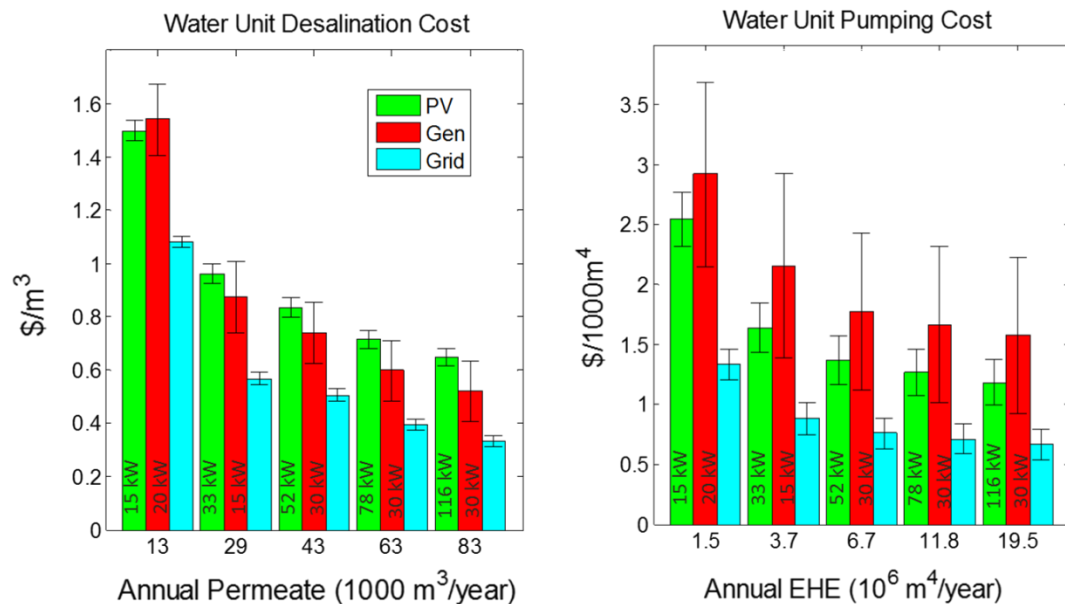 Water Unit Desalination Cost
1.6
1.4
1.2
1
0.8
0.6
0.4
0.2
0
$/m³
PV
Gen
Grid
15 kW
20 kW
33 kW
15 kW
52 kW
30 kW
78 kW
30 kW
116 kW
30 kW
13 29 43 63 83
Annual Permeate (1000 m³/year)
Water Unit Pumping Cost
3.5
3
2.5
2
1.5
1
0.5
0
$/1000m⁴
15 kW
20 kW
33 kW
15 kW
52 kW
30 kW
78 kW
30 kW
116 kW
30 kW
1.5 3.7 6.7 11.8 19.5
Annual EHE (10⁶ m⁴/year)